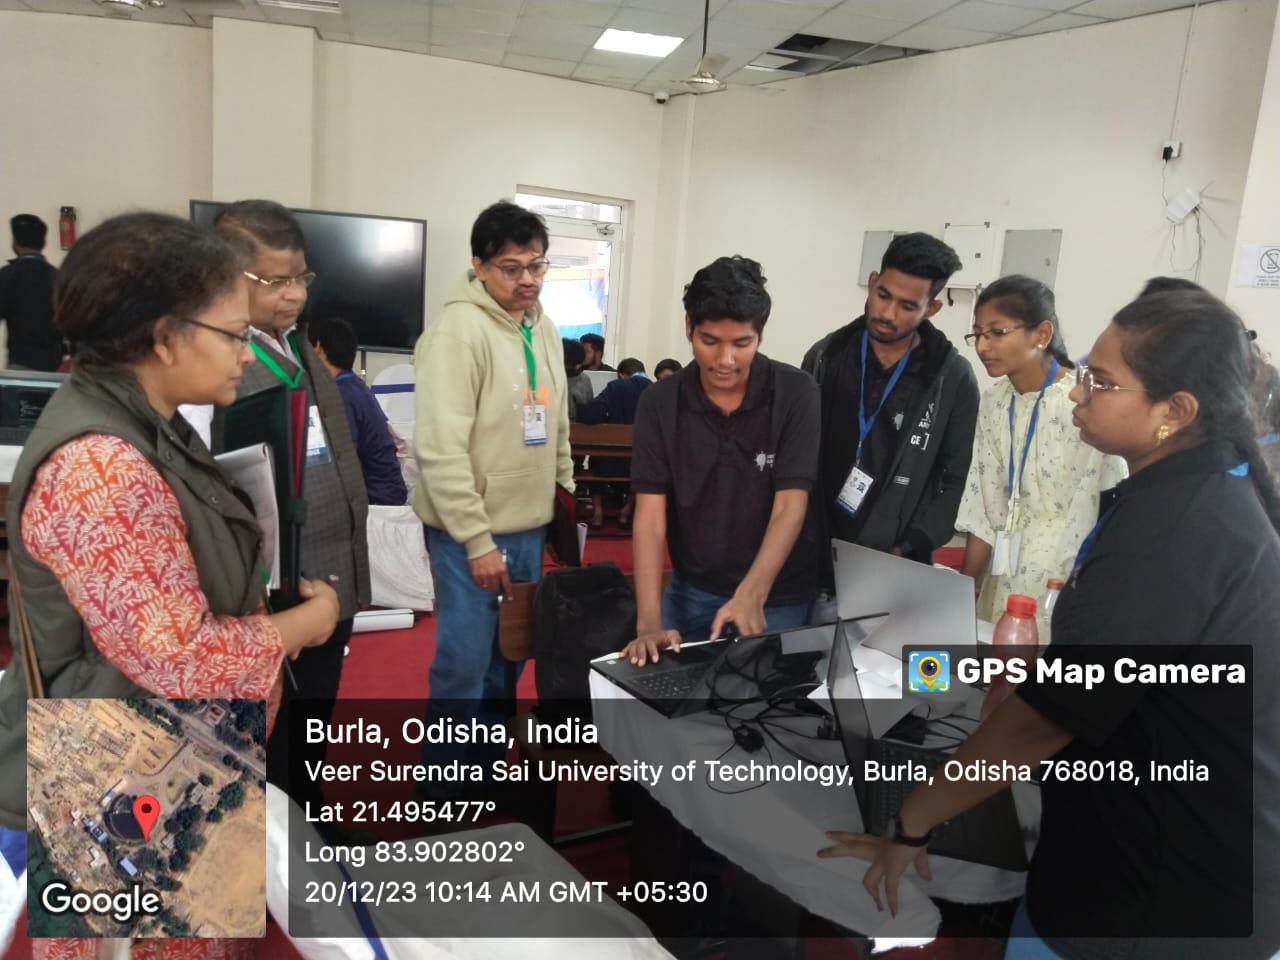 GPS Map Camera
Burla, Odisha, India
Veer Surendra Sai University of Technology, Burla, Odisha 768018, India
Lat 21.495477°
Long 83.902802°
20/12/23 10:14 AM GMT +05:30
Google